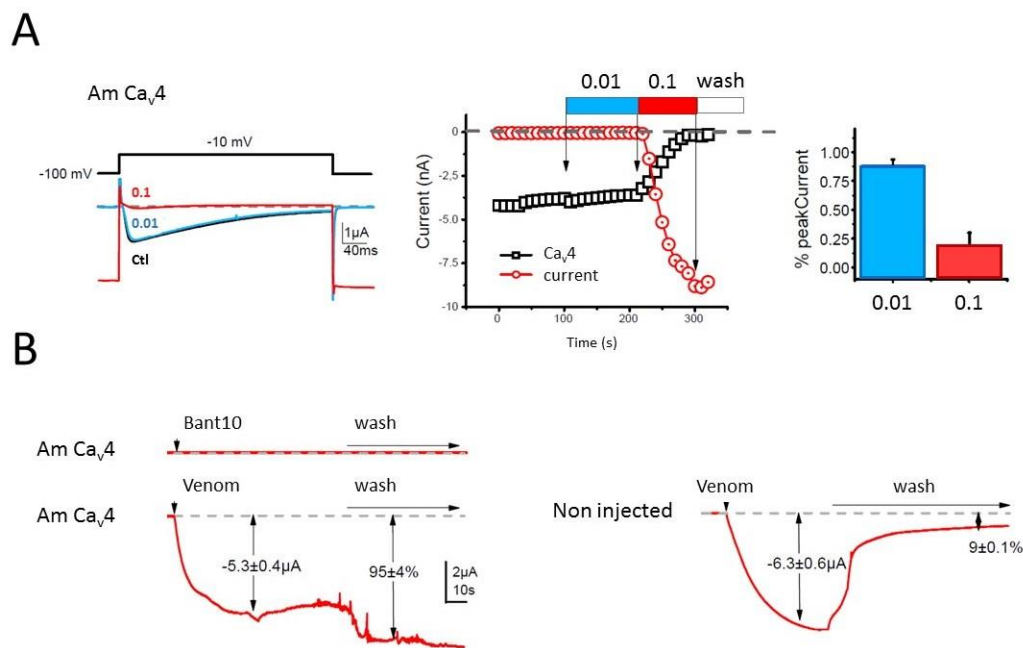 A
Am Cav4
-10 mV
-100 mV
0.1
0.01
Ctl
1µA
40ms
0.01 0.1 wash
Current (nA)
0
-2.5
-5.0
-7.5
-10
Cav4
current
0 100 200 300
Time (s)
% peakCurrent
1.00
0.75
0.25
0.00
0.01 0.1
B
Bant10 wash
Am Cav4
Venom wash
Am Cav4
-5.3±0.4µA
95±4%
2µA
10s
Non injected
Venom wash
-6.3±0.6µA
9±0.1%